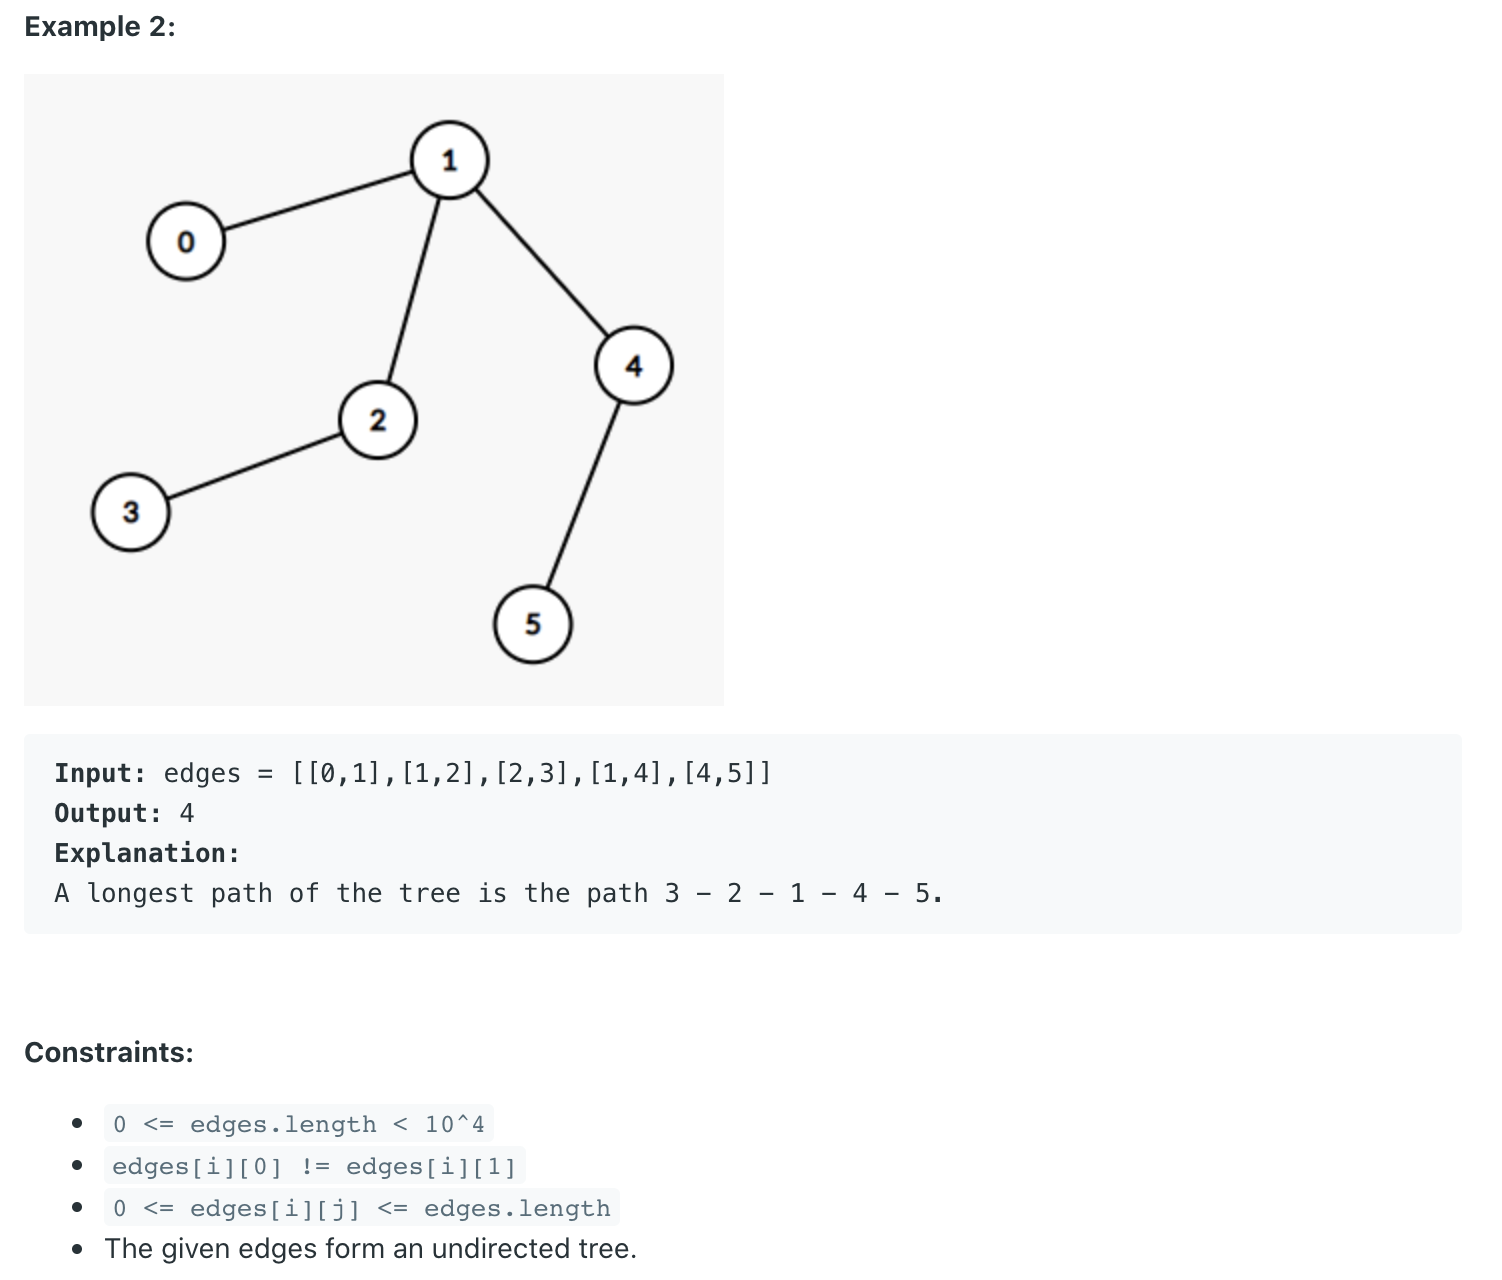 Example 2:
1
0
4
2
3
5
Input: edges = [[0,1],[1,2],[2,3],[1,4],[4,5]]
Output: 4
Explanation:
A longest path of the tree is the path 3 − 2 − 1 − 4 − 5.
Constraints:
0 <= edges.length < 10^4
edges[i][0] != edges[i][1]
0 <= edges[i][j] <= edges.length
The given edges form an undirected tree.